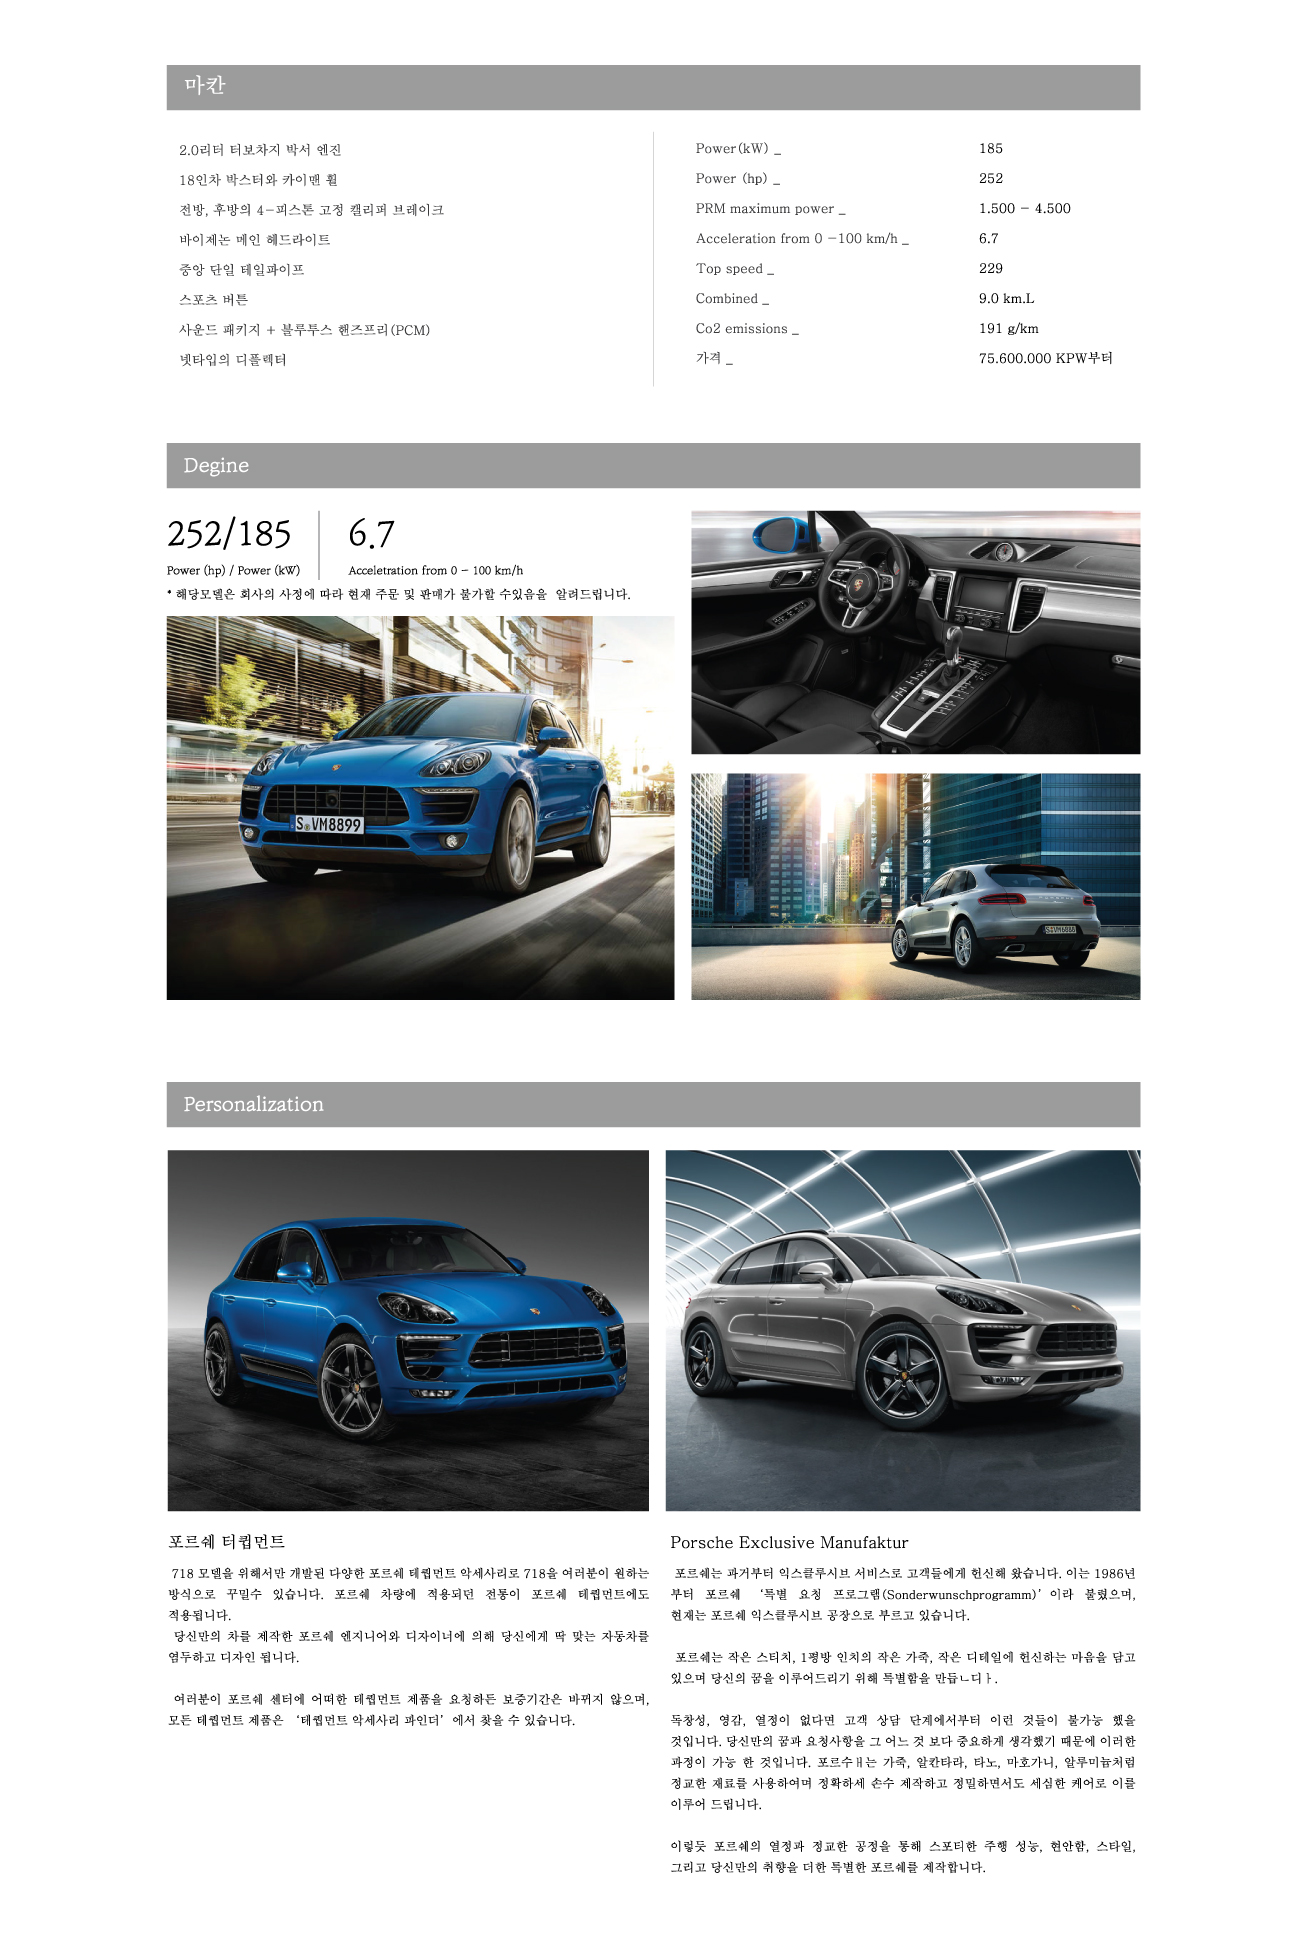 마칸
2.0리터 터보차지 박서 엔진
18인차 박스터와 카이맨 휠
전방, 후방의 4-피스톤 고정 캘리퍼 브레이크
바이제논 메인 헤드라이트
중앙 단일 테일파이프
스포츠 버튼
사운드 패키지 + 블루투스 핸즈프리(PCM)
넷타입의 디플렉터
Power(kW) _ 185
Power (hp) _ 252
PRM maximum power _ 1.500 - 4.500
Acceleration from 0 -100 km/h _ 6.7
Top speed _ 229
Combined _ 9.0 km.L
Co2 emissions _ 191 g/km
가격 _ 75.600.000 KPW부터
Degine
252/185
Power (hp) / Power (kW)
6.7
Acceletration from 0 - 100 km/h
* 해당모델은 회사의 사정에 따라 현재 주문 및 판매가 불가할 수있음을 알려드립니다.
S VM8899
Personalization
포르쉐 터큅먼트
718 모델을 위해서만 개발된 다양한 포르쉐 테큅먼트 악세사리로 718을 여러분이 원하는
방식으로 꾸밀수 있습니다. 포르쉐 차량에 적용되던 전통이 포르쉐 테큅먼트에도
적용됩니다.
당신만의 차를 제작한 포르쉐 엔지니어와 디자이너에 의해 당신에게 딱 맞는 자동차를
염두하고 디자인 됩니다.
여러분이 포르쉐 센터에 어떠한 테큅먼트 제품을 요청하든 보증기간은 바뀌지 않으며,
모든 테큅먼트 제품은 ‘테큅먼트 악세사리 파인더’에서 찾을 수 있습니다.
Porsche Exclusive Manufaktur
포르쉐는 과거부터 익스클루시브 서비스로 고객들에게 헌신해 왔습니다. 이는 1986년
부터 포르쉐 ‘특별 요청 프로그램(Sonderwunschprogramm)’이라 불렸으며,
현재는 포르쉐 익스클루시브 공장으로 부르고 있습니다.
포르쉐는 작은 스티치, 1평방 인치의 작은 가죽, 작은 디테일에 헌신하는 마음을 담고
있으며 당신의 꿈을 이루어드리기 위해 특별함을 만듭ㄴ디ㅏ.
독창성, 영감, 열정이 없다면 고객 상담 단계에서부터 이런 것들이 불가능 했을
것입니다. 당신만의 꿈과 요청사항을 그 어느 것 보다 중요하게 생각했기 때문에 이러한
과정이 가능 한 것입니다. 포르수ㅐ는 가죽, 알칸타라, 타노, 마호가니, 알루미늄처럼
정교한 재료를 사용하여며 정확하세 손수 제작하고 정밀하면서도 세심한 케어로 이를
이루어 드립니다.
이렇듯 포르쉐의 열정과 정교한 공정을 통해 스포티한 주행 성능, 현안함, 스타일,
그리고 당신만의 취향을 더한 특별한 포르쉐를 제작합니다.